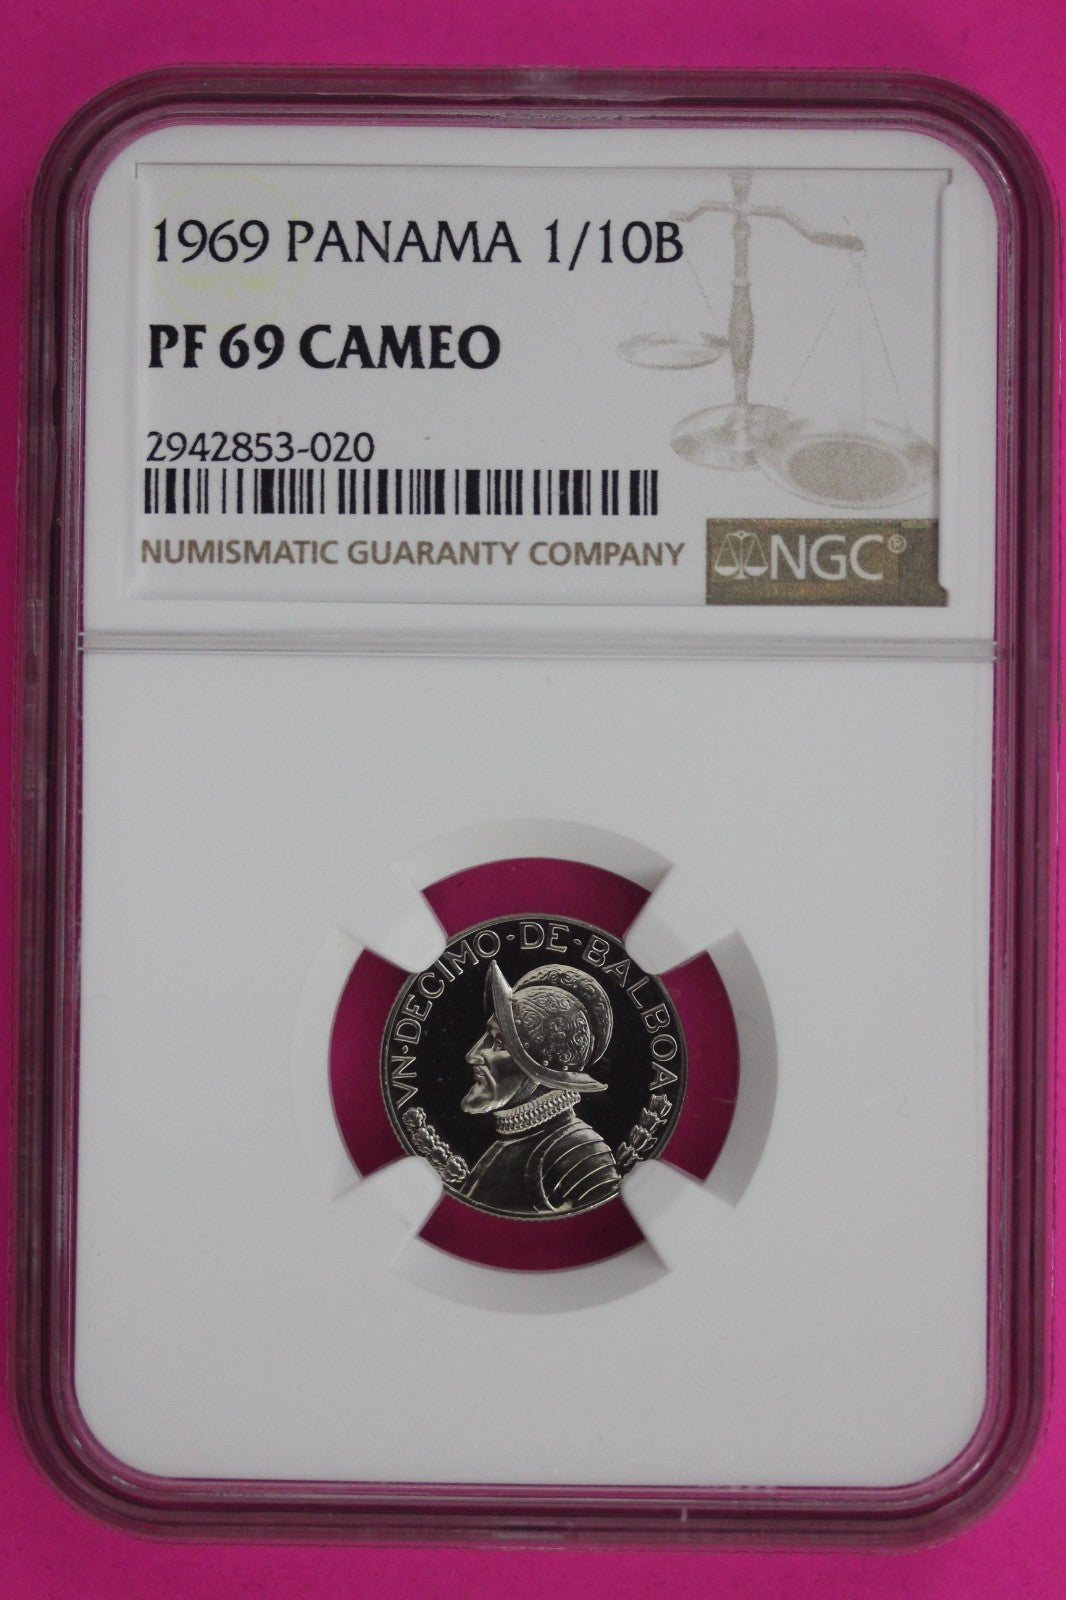 1969 PANAMA 1/10B
PF 69 CAMEO
2942853-020
NUMISMATIC GUARANTY COMPANY
NGC®
VN·DECIMO·DE·BALBOA